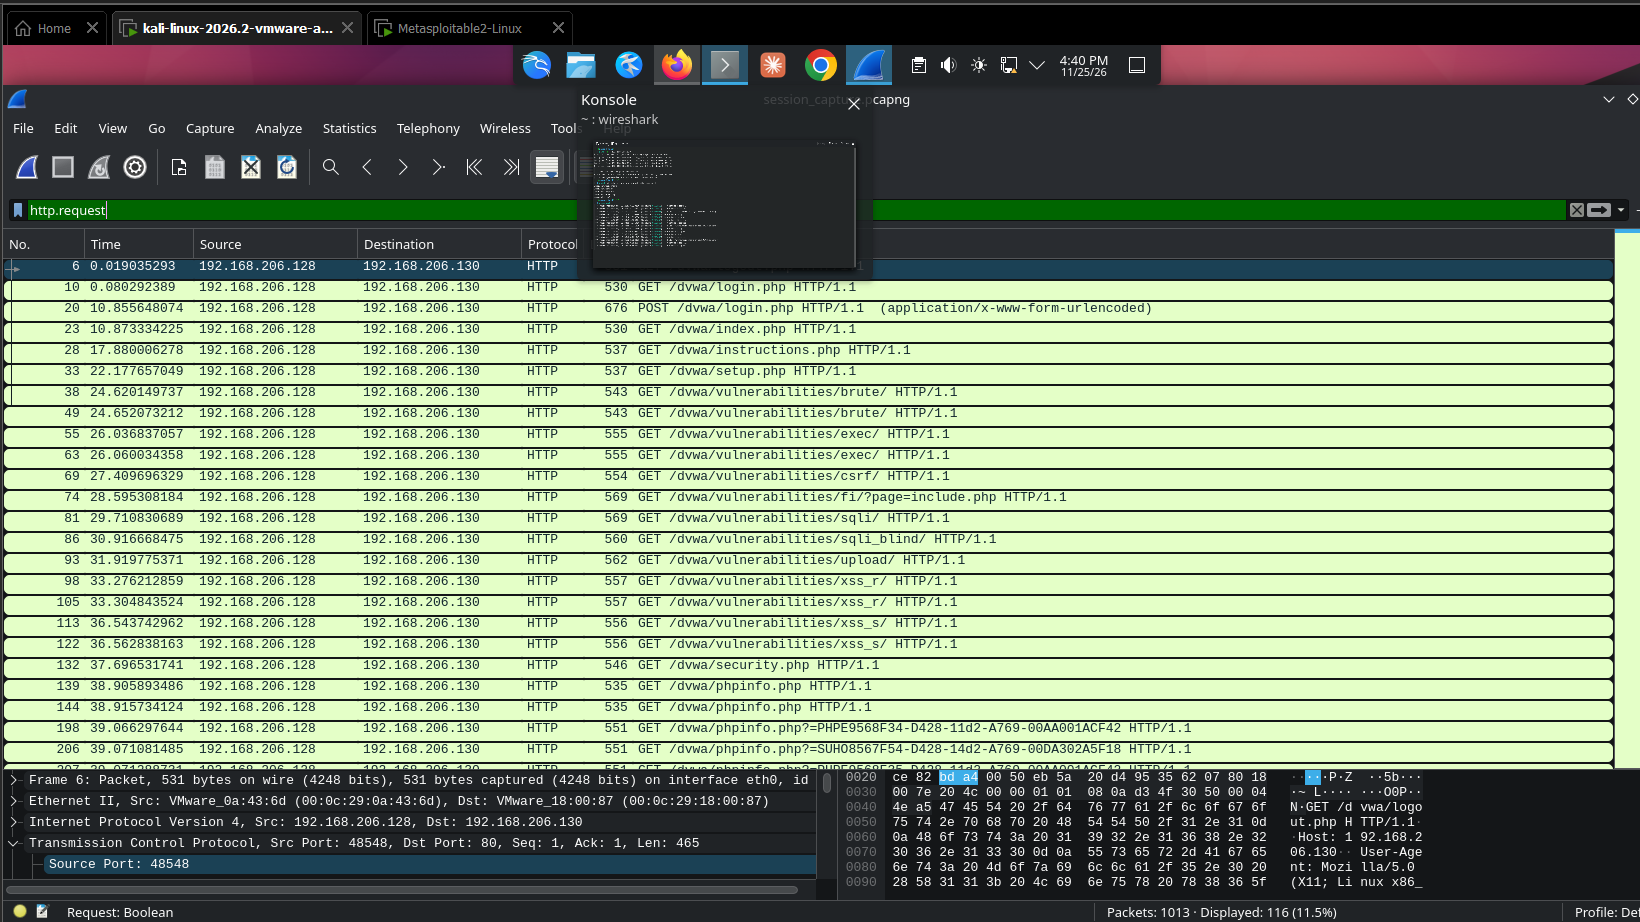 Home
kali-linux-2026.2-vmware-a...
Metasploitable2-Linux
4:40 PM
11/25/26
Konsole
~ : wireshark
session_capture.pcapng
File Edit View Go Capture Analyze Statistics Telephony Wireless Tools Help
http.request
No. Time Source Destination Protocol
6 0.019035293 192.168.206.128 192.168.206.130 HTTP
10 0.080292389 192.168.206.128 192.168.206.130 HTTP 530 GET /dvwa/login.php HTTP/1.1
20 10.855648074 192.168.206.128 192.168.206.130 HTTP 676 POST /dvwa/login.php HTTP/1.1 (application/x-www-form-urlencoded)
23 10.873334225 192.168.206.128 192.168.206.130 HTTP 530 GET /dvwa/index.php HTTP/1.1
28 17.880006278 192.168.206.128 192.168.206.130 HTTP 537 GET /dvwa/instructions.php HTTP/1.1
33 22.177657049 192.168.206.128 192.168.206.130 HTTP 537 GET /dvwa/setup.php HTTP/1.1
38 24.620149737 192.168.206.128 192.168.206.130 HTTP 543 GET /dvwa/vulnerabilities/brute/ HTTP/1.1
49 24.652073212 192.168.206.128 192.168.206.130 HTTP 543 GET /dvwa/vulnerabilities/brute/ HTTP/1.1
55 26.036837057 192.168.206.128 192.168.206.130 HTTP 555 GET /dvwa/vulnerabilities/exec/ HTTP/1.1
63 26.060034358 192.168.206.128 192.168.206.130 HTTP 555 GET /dvwa/vulnerabilities/exec/ HTTP/1.1
69 27.409696329 192.168.206.128 192.168.206.130 HTTP 554 GET /dvwa/vulnerabilities/csrf/ HTTP/1.1
74 28.595308184 192.168.206.128 192.168.206.130 HTTP 569 GET /dvwa/vulnerabilities/fi/?page=include.php HTTP/1.1
81 29.710830689 192.168.206.128 192.168.206.130 HTTP 569 GET /dvwa/vulnerabilities/sqli/ HTTP/1.1
86 30.916668475 192.168.206.128 192.168.206.130 HTTP 560 GET /dvwa/vulnerabilities/sqli_blind/ HTTP/1.1
93 31.919775371 192.168.206.128 192.168.206.130 HTTP 562 GET /dvwa/vulnerabilities/upload/ HTTP/1.1
98 33.276212859 192.168.206.128 192.168.206.130 HTTP 557 GET /dvwa/vulnerabilities/xss_r/ HTTP/1.1
105 33.304843524 192.168.206.128 192.168.206.130 HTTP 557 GET /dvwa/vulnerabilities/xss_r/ HTTP/1.1
113 36.543742962 192.168.206.128 192.168.206.130 HTTP 556 GET /dvwa/vulnerabilities/xss_s/ HTTP/1.1
122 36.562838163 192.168.206.128 192.168.206.130 HTTP 556 GET /dvwa/vulnerabilities/xss_s/ HTTP/1.1
132 37.696531741 192.168.206.128 192.168.206.130 HTTP 546 GET /dvwa/security.php HTTP/1.1
139 38.905893486 192.168.206.128 192.168.206.130 HTTP 535 GET /dvwa/phpinfo.php HTTP/1.1
144 38.915734124 192.168.206.128 192.168.206.130 HTTP 535 GET /dvwa/phpinfo.php HTTP/1.1
198 39.066297644 192.168.206.128 192.168.206.130 HTTP 551 GET /dvwa/phpinfo.php?=PHPE9568F34-D428-11d2-A769-00AA001ACF42 HTTP/1.1
206 39.071081485 192.168.206.128 192.168.206.130 HTTP 551 GET /dvwa/phpinfo.php?=SUHO8567F54-D428-14d2-A769-00DA302A5F18 HTTP/1.1
Frame 6: Packet, 531 bytes on wire (4248 bits), 531 bytes captured (4248 bits) on interface eth0, id
Ethernet II, Src: VMware_0a:43:6d (00:0c:29:0a:43:6d), Dst: VMware_18:00:87 (00:0c:29:18:00:87)
Internet Protocol Version 4, Src: 192.168.206.128, Dst: 192.168.206.130
Transmission Control Protocol, Src Port: 48548, Dst Port: 80, Seq: 1, Ack: 1, Len: 465
Source Port: 48548
0020 ce 82 bd a4 00 50 eb 5a 20 d4 95 35 62 07 80 18 ·····P·Z ··5b···
0030 00 7e 20 4c 00 00 01 01 08 0a d3 4f 30 50 00 04 ·~ L···· ···O0P··
0040 4e a5 47 45 54 20 2f 64 76 77 61 2f 6c 6f 67 6f N·GET /d vwa/logo
0050 75 74 2e 70 68 70 20 48 54 54 50 2f 31 2e 31 0d ut.php H TTP/1.1·
0060 0a 48 6f 73 74 3a 20 31 39 32 2e 31 36 38 2e 32 ·Host: 1 92.168.2
0070 30 36 2e 31 33 30 0d 0a 55 73 65 72 2d 41 67 65 06.130·· User-Age
0080 6e 74 3a 20 4d 6f 7a 69 6c 6c 61 2f 35 2e 30 20 nt: Mozi lla/5.0
0090 28 58 31 31 3b 20 4c 69 6e 75 78 20 78 38 36 5f (X11; Li nux x86_
Request: Boolean
Packets: 1013 · Displayed: 116 (11.5%)
Profile: Def